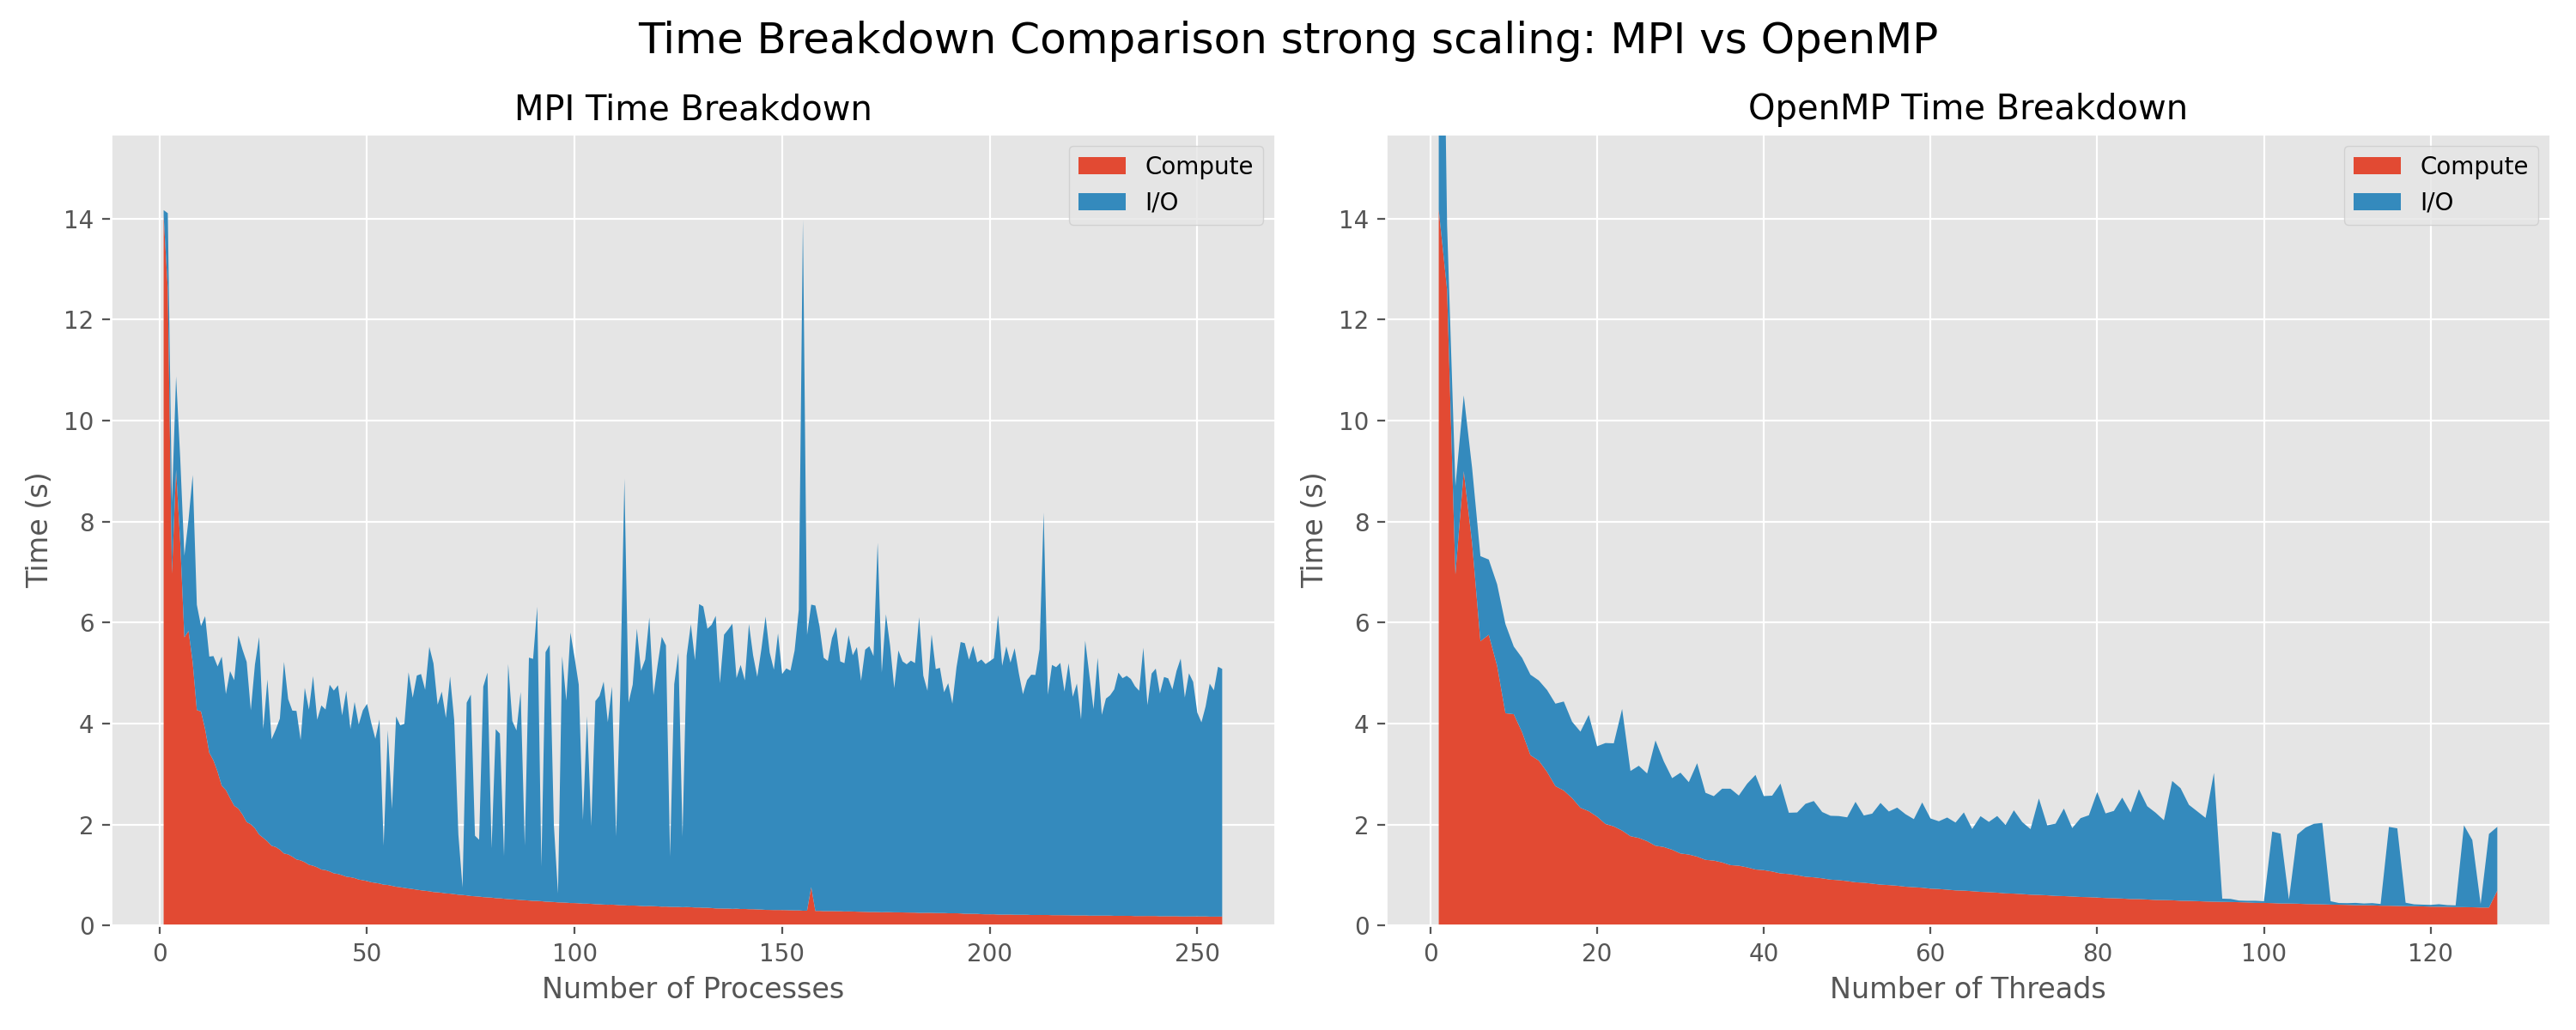 Time Breakdown Comparison strong scaling: MPI vs OpenMP
MPI Time Breakdown
Compute
I/O
14
12
10
8
6
4
2
0
Time (s)
0 50 100 150 200 250
Number of Processes
OpenMP Time Breakdown
Compute
I/O
14
12
10
8
6
4
2
0
Time (s)
0 20 40 60 80 100 120
Number of Threads